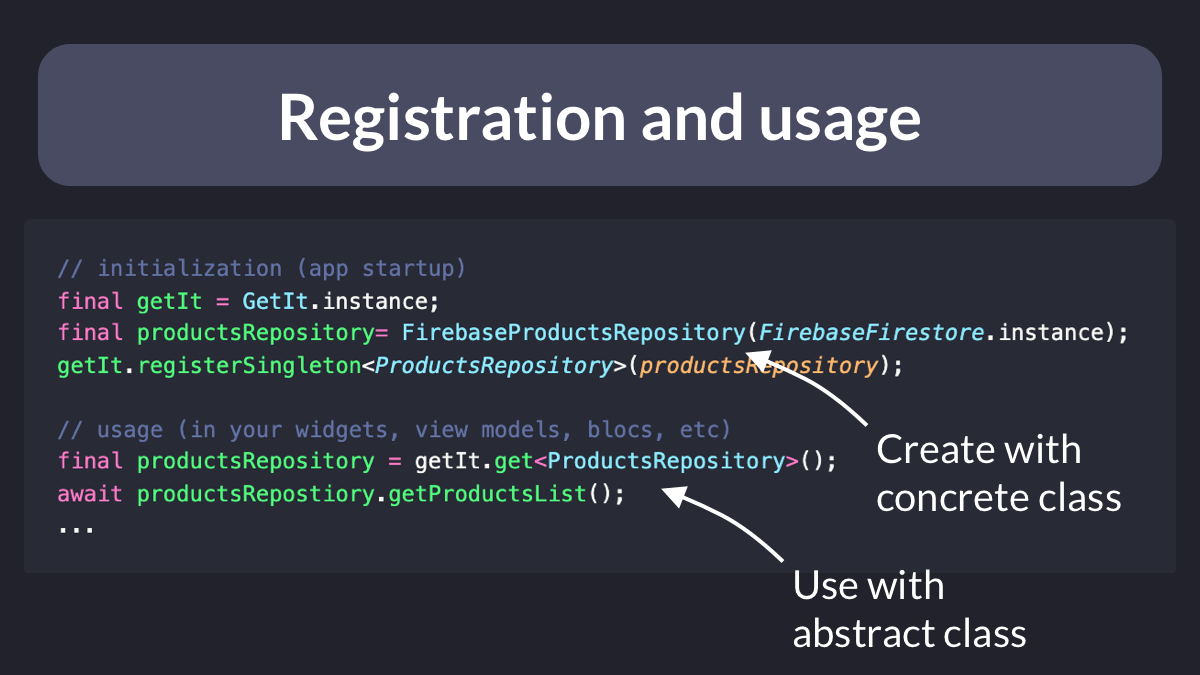 Registration and usage
// initialization (app startup)
final getIt = GetIt.instance;
final productsRepository= FirebaseProductsRepository(FirebaseFirestore.instance);
getIt.registerSingleton<ProductsRepository>(productsRepository);
// usage (in your widgets, view models, blocs, etc)
final productsRepository = getIt.get<ProductsRepository>();
await productsRepostiory.getProductsList();
...
Create with
concrete class
Use with
abstract class